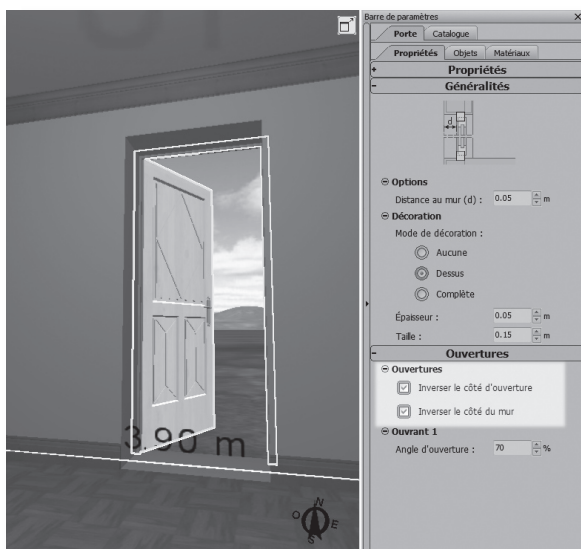 Barre de paramètres
Porte Catalogue
Propriétés Objets Matériaux
+ Propriétés
- Généralités
d
Options
Distance au mur (d) : 0.05 m
Décoration
Mode de décoration :
Aucune
Dessus
Complète
Épaisseur : 0.05 m
Taille : 0.15 m
- Ouvertures
Ouvertures
Inverser le côté d'ouverture
Inverser le côté du mur
Ouvrant 1
Angle d'ouverture : 70 %
3.90 m
N
O E
S